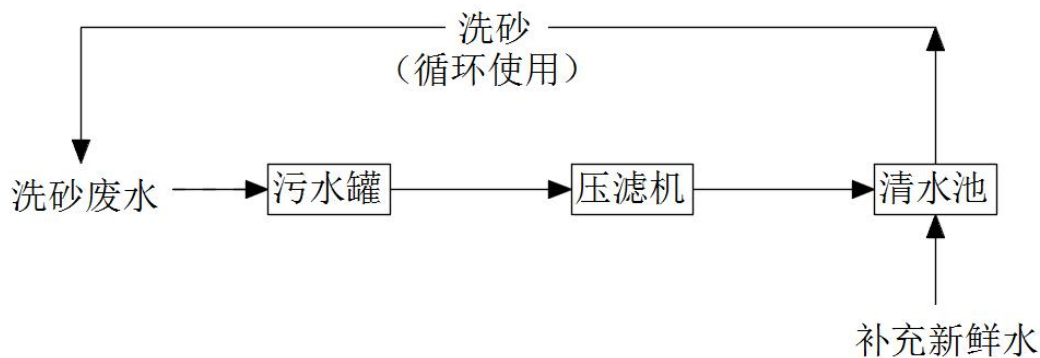 洗砂
（循环使用）
洗砂废水
污水罐
压滤机
清水池
补充新鲜水